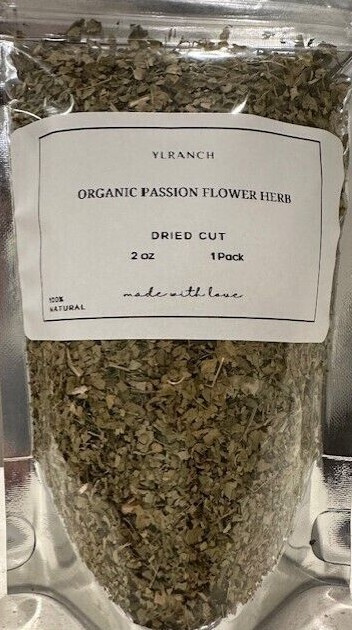 YLRANCH
ORGANIC PASSION FLOWER HERB
DRIED CUT
2 oz 1 Pack
made with love
100%
NATURAL